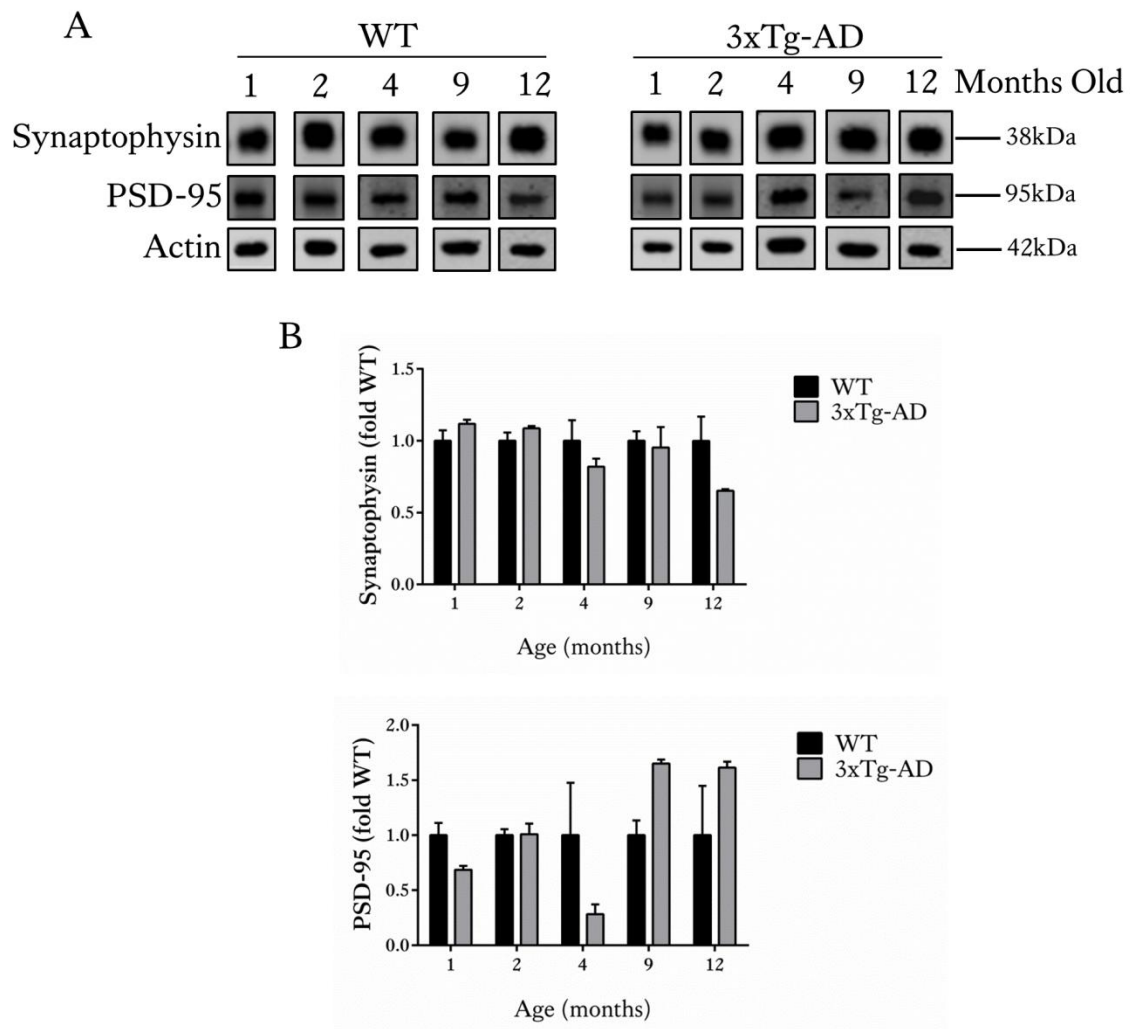 A
WT
3xTg-AD
1 2 4 9 12
1 2 4 9 12 Months Old
Synaptophysin
38kDa
PSD-95
95kDa
Actin
42kDa
B
Synaptophysin (fold WT)
1.5
1.0
0.5
0.0
1 2 4 9 12
Age (months)
WT
3xTg-AD
PSD-95 (fold WT)
2.0
1.5
1.0
0.5
0.0
1 2 4 9 12
Age (months)
WT
3xTg-AD